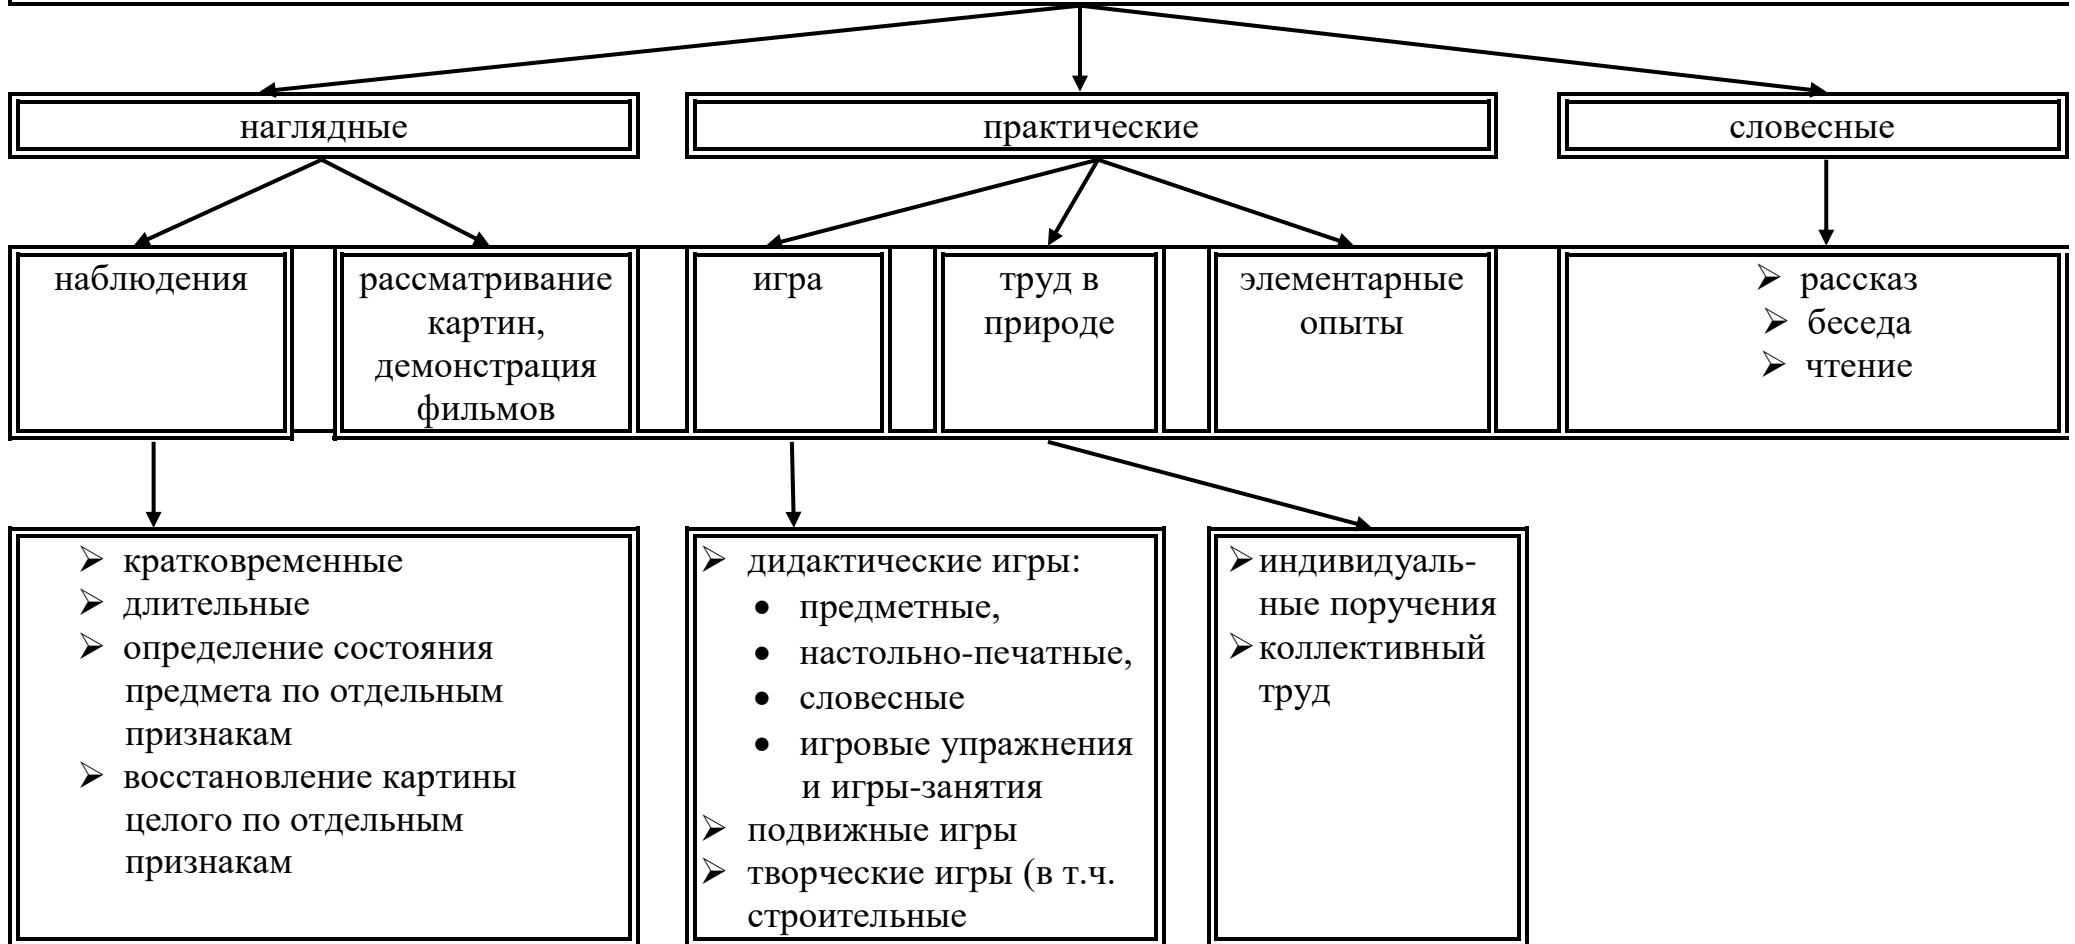 наглядные
практические
словесные
наблюдения
рассматривание
картин,
демонстрация
фильмов
игра
труд в
природе
элементарные
опыты
➢ рассказ
➢ беседа
➢ чтение
➢ кратковременные
➢ длительные
➢ определение состояния
предмета по отдельным
признакам
➢ восстановление картины
целого по отдельным
признакам
➢ дидактические игры:
• предметные,
• настольно-печатные,
• словесные
• игровые упражнения
и игры-занятия
➢ подвижные игры
➢ творческие игры (в т.ч.
строительные
➢ индивидуаль-
ные поручения
➢ коллективный
труд